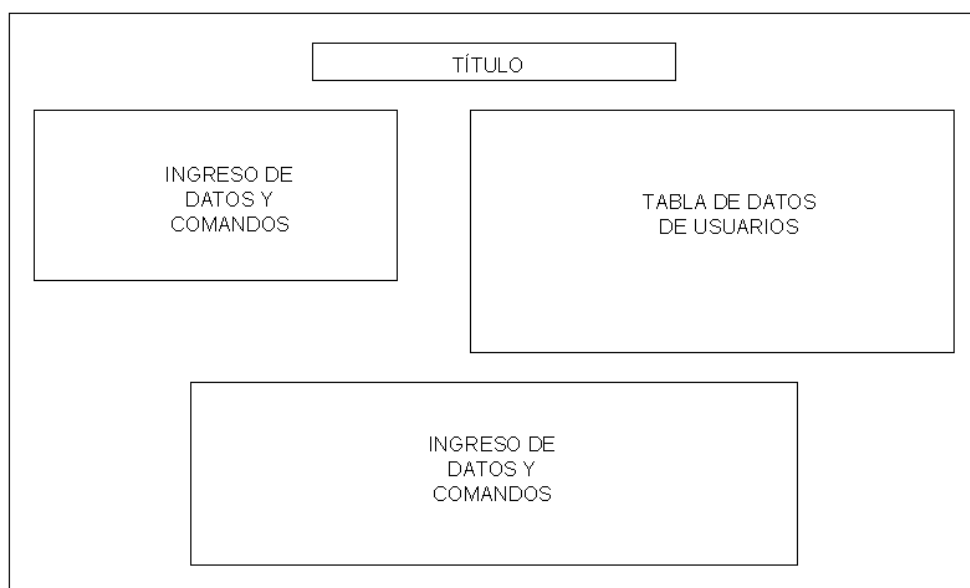 TÍTULO
INGRESO DE
DATOS Y
COMANDOS
TABLA DE DATOS
DE USUARIOS
INGRESO DE
DATOS Y
COMANDOS